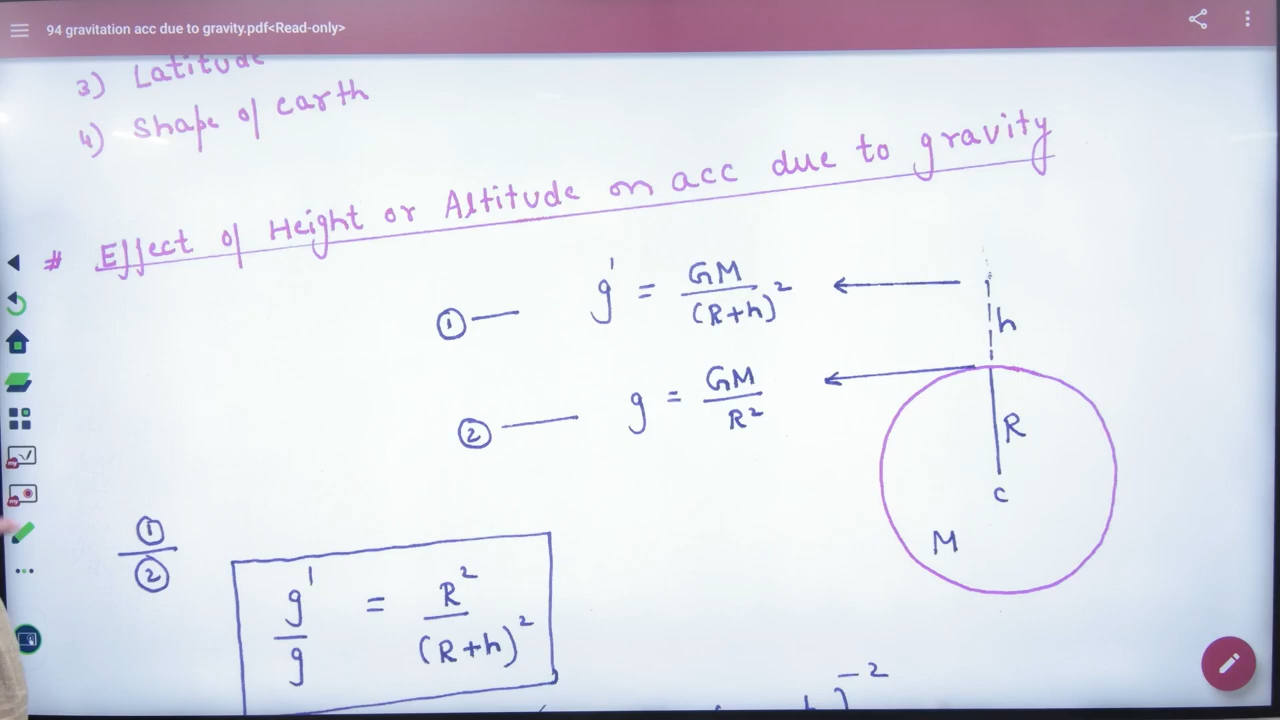 94 gravitation acc due to gravity.pdf<Read-only>
3) Latitude
4) Shape of earth
# Effect of Height or Altitude on acc due to gravity
① — g' = GM/(R+h)²
h
② — g = GM/R²
R
C
M
①/②
g'/g = R²/(R+h)²
h)⁻²